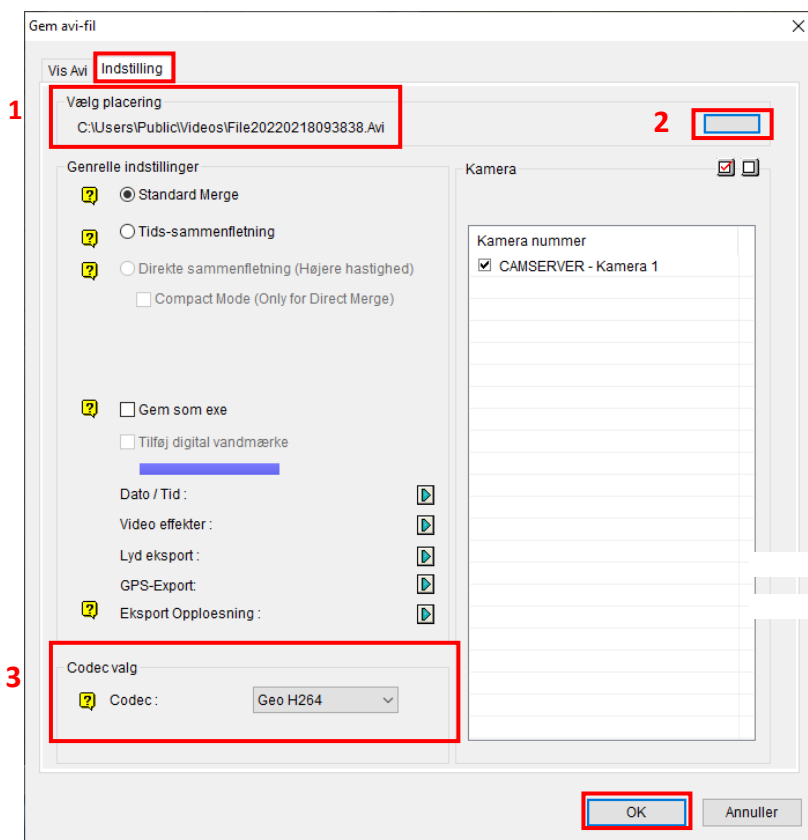 Gem avi-fil
Vis Avi
Indstilling
1
Vælg placering
C:\Users\Public\Videos\File20220218093838.Avi
2
Genrelle indstillinger
Standard Merge
Tids-sammenfletning
Direkte sammenfletning (Højere hastighed)
Compact Mode (Only for Direct Merge)
Gem som exe
Tilføj digital vandmærke
Dato / Tid :
Video effekter :
Lyd eksport :
GPS-Export:
Eksport Opploesning :
Kamera
Kamera nummer
CAMSERVER - Kamera 1
3
Codec valg
Codec :
Geo H264
OK
Annuller